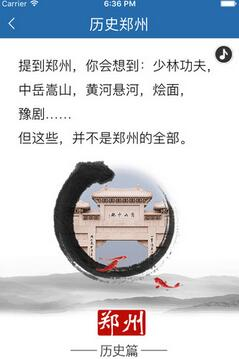 Carrier
6:36 PM
历史郑州
提到郑州，你会想到：少林功夫，
中岳嵩山，黄河悬河，烩面，
豫剧……
但这些，并不是郑州的全部。
郑州
历史篇